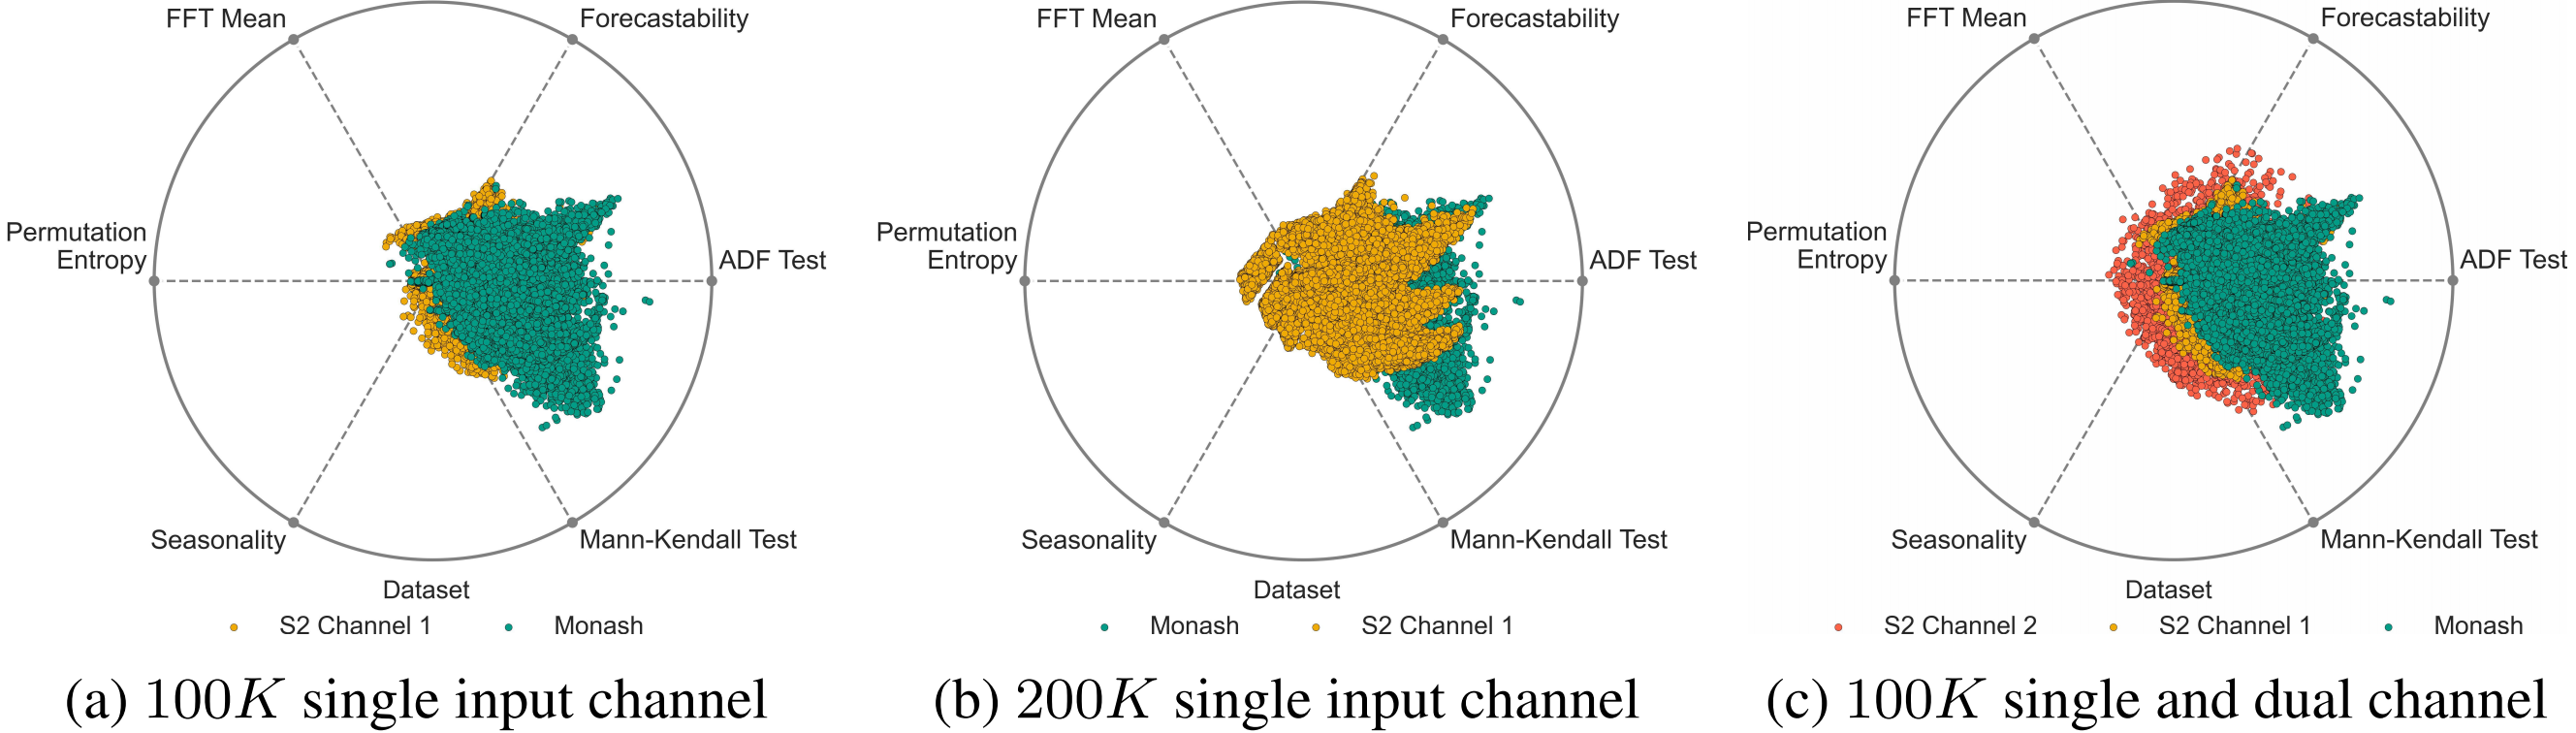 FFT Mean
Forecastability
Permutation
Entropy
ADF Test
Seasonality
Mann-Kendall Test
Dataset
S2 Channel 1
Monash
(a) 100K single input channel
FFT Mean
Forecastability
Permutation
Entropy
ADF Test
Seasonality
Mann-Kendall Test
Dataset
Monash
S2 Channel 1
(b) 200K single input channel
FFT Mean
Forecastability
Permutation
Entropy
ADF Test
Seasonality
Mann-Kendall Test
Dataset
S2 Channel 2
S2 Channel 1
Monash
(c) 100K single and dual channel